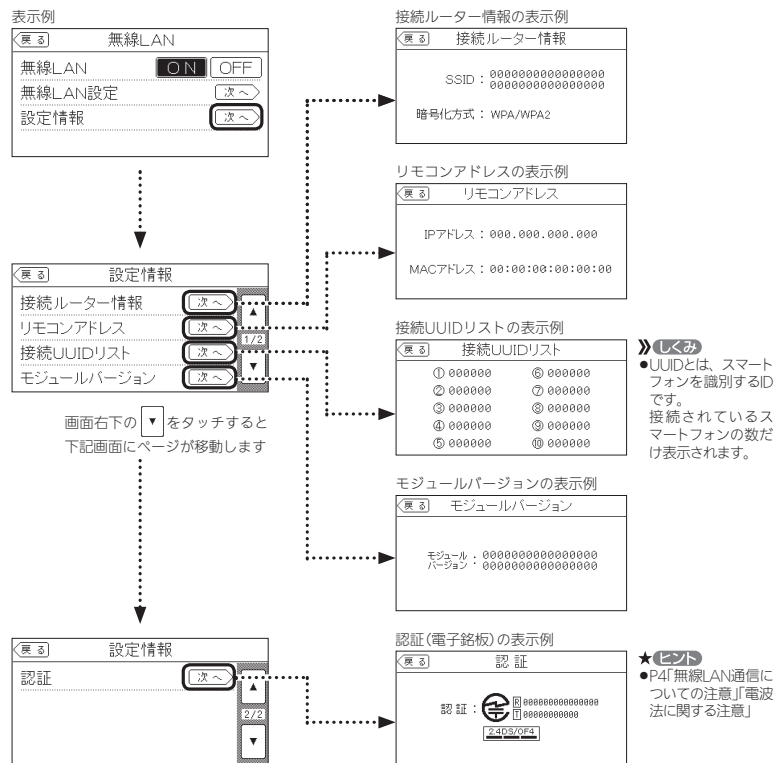 表示例
戻る 無線LAN
無線LAN ON OFF
無線LAN設定 次へ
設定情報 次へ
接続ルーター情報の表示例
戻る 接続ルーター情報
SSID : 0000000000000000
0000000000000000
暗号化方式 : WPA/WPA2
リモコンアドレスの表示例
戻る リモコンアドレス
IPアドレス : 000.000.000.000
MACアドレス : 00:00:00:00:00:00
戻る 設定情報
接続ルーター情報 次へ
リモコンアドレス 次へ
接続UUIDリスト 次へ
モジュールバージョン 次へ
▲
1/2
▼
画面右下の ▼ をタッチすると
下記画面にページが移動します
接続UUIDリストの表示例
戻る 接続UUIDリスト
① 000000 ⑥ 000000
② 000000 ⑦ 000000
③ 000000 ⑧ 000000
④ 000000 ⑨ 000000
⑤ 000000 ⑩ 000000
》しくみ
●UUIDとは、スマート
フォンを識別するID
です。
接続されているス
マートフォンの数だ
け表示されます。
モジュールバージョンの表示例
戻る モジュールバージョン
モジュール : 0000000000000000
バージョン 0000000000000000
戻る 設定情報
認証 次へ
▲
2/2
▼
認証(電子銘板)の表示例
戻る 認 証
認 証 : R 000000000000000
T 00000000000
2.4DS/OF4
★ヒント
●P4「無線LAN通信に
ついての注意」「電波
法に関する注意」